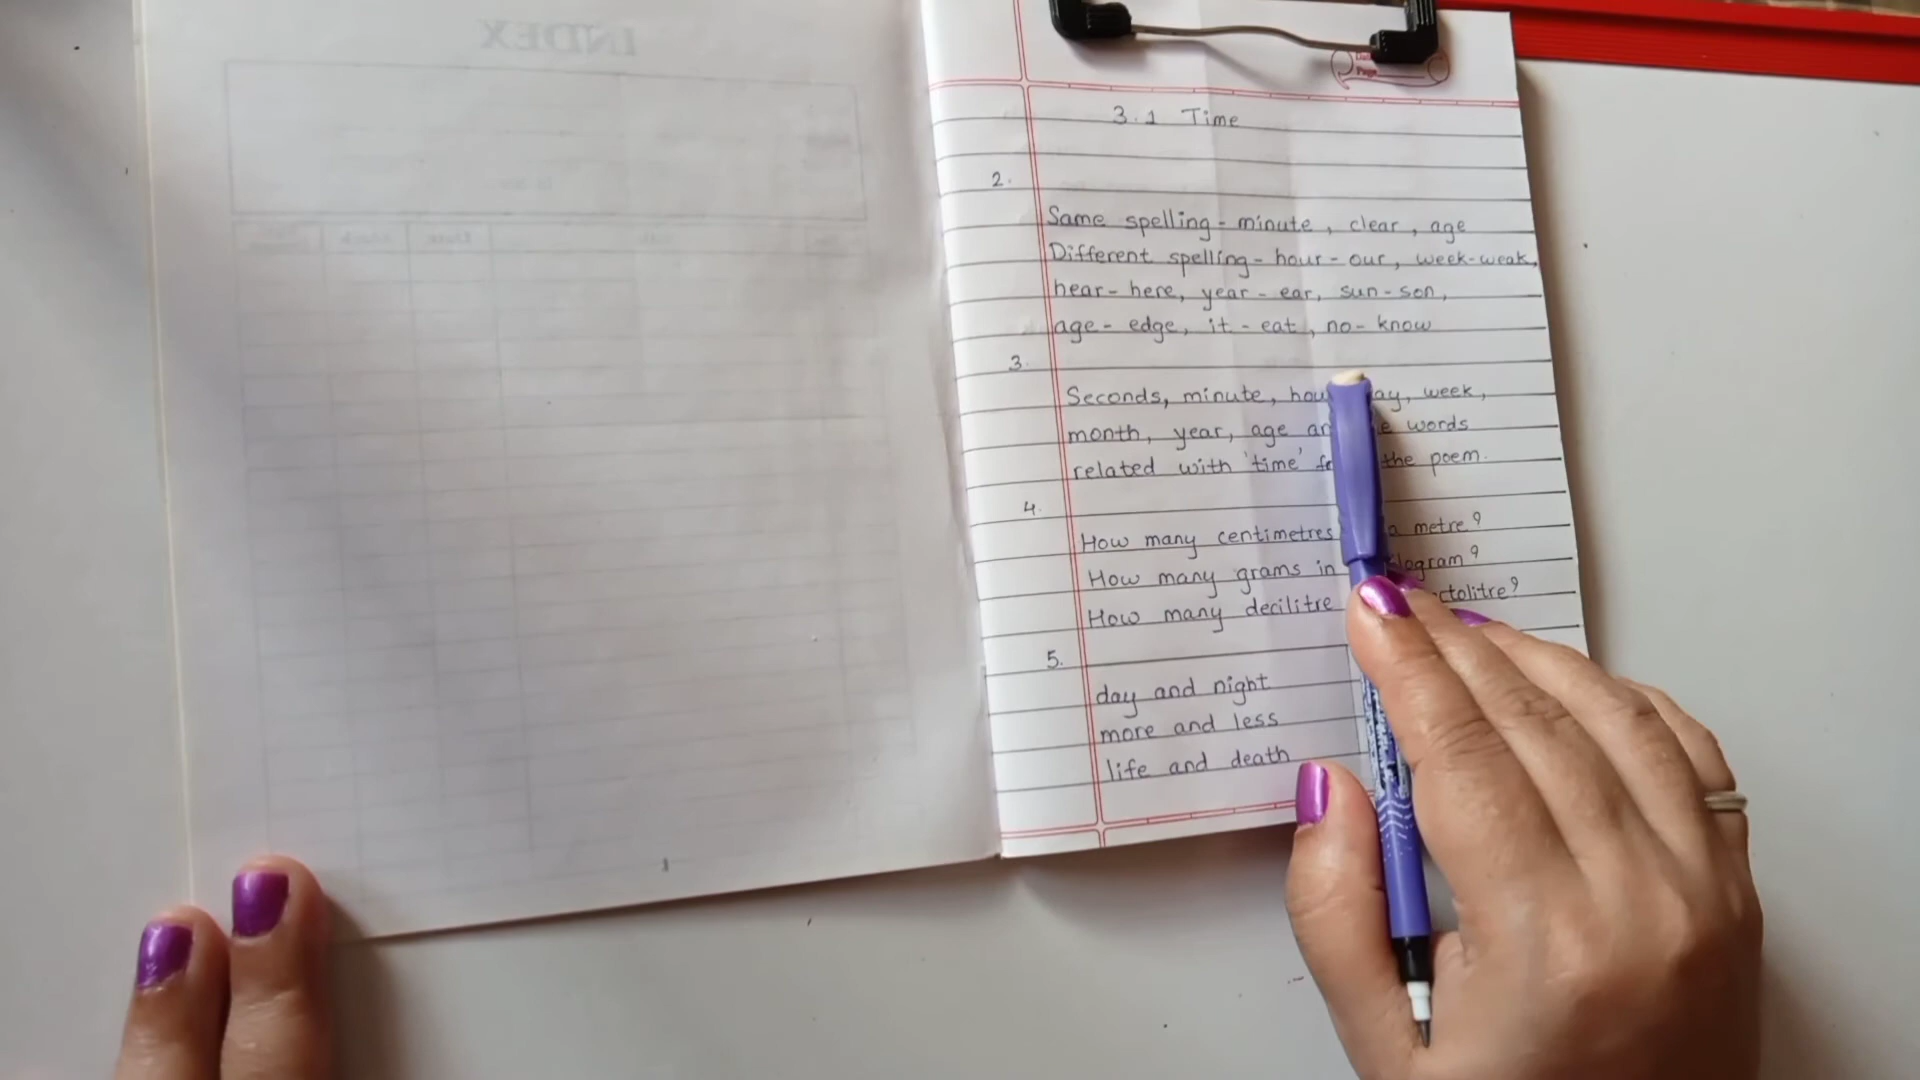 INDEX
3.1 Time
2.
Same spelling - minute, clear, age
Different spelling - hour - our, week-weak,
hear - here, year - ear, sun - son,
age - edge, it - eat, no - know
3.
Seconds, minute, day, week,
month, year, age words
related with 'time' the poem.
4.
How many centimetres a metre?
How many grams in
How many decilitre
5.
day and night
more and less
life and death